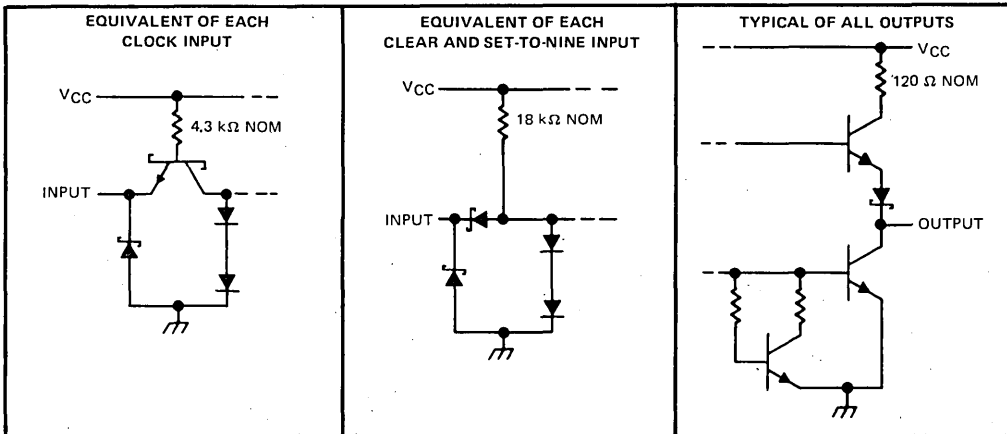 EQUIVALENT OF EACH
CLOCK INPUT
VCC
4.3 kΩ NOM
INPUT
EQUIVALENT OF EACH
CLEAR AND SET-TO-NINE INPUT
VCC
18 kΩ NOM
INPUT
TYPICAL OF ALL OUTPUTS
VCC
120 Ω NOM
OUTPUT